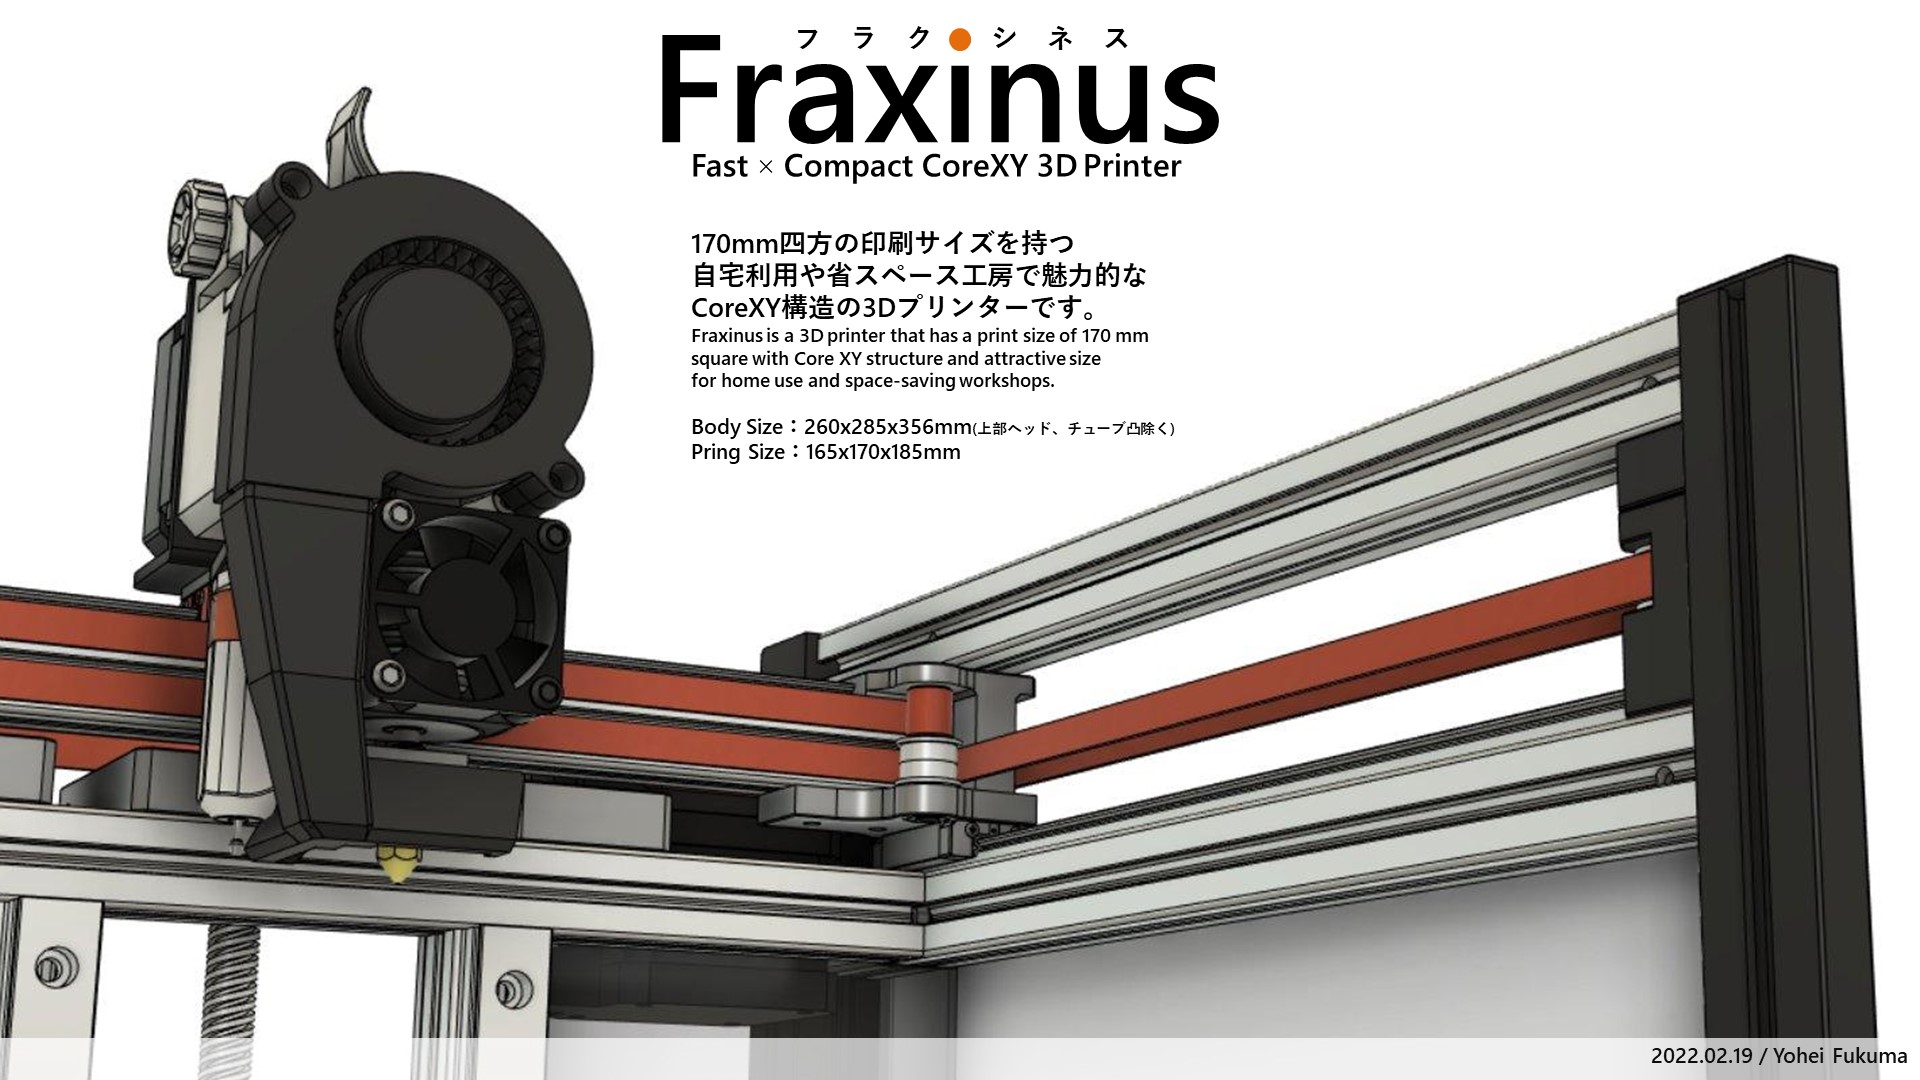 フラクシネス
Fraxinus
Fast × Compact CoreXY 3D Printer
170mm四方の印刷サイズを持つ
自宅利用や省スペース工房で魅力的な
CoreXY構造の3Dプリンターです。
Fraxinus is a 3D printer that has a print size of 170 mm
square with Core XY structure and attractive size
for home use and space-saving workshops.
Body Size：260x285x356mm(上部ヘッド、チューブ凸除く)
Pring Size：165x170x185mm
2022.02.19 / Yohei Fukuma